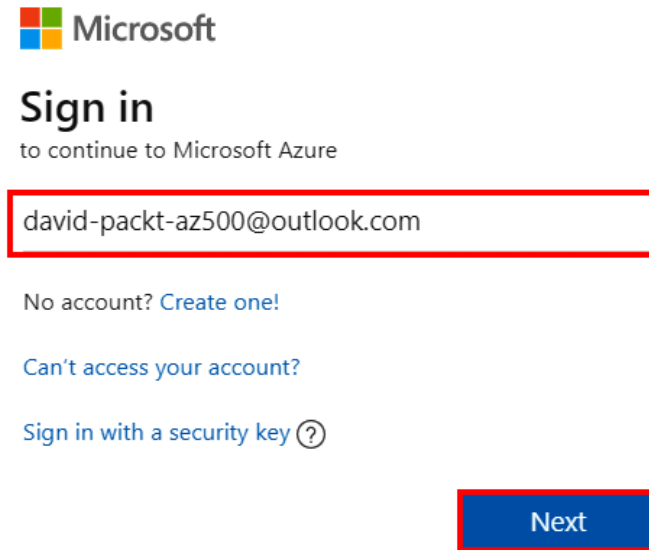 Microsoft
Sign in
to continue to Microsoft Azure
david-packt-az500@outlook.com
No account? Create one!
Can't access your account?
Sign in with a security key ?
Next